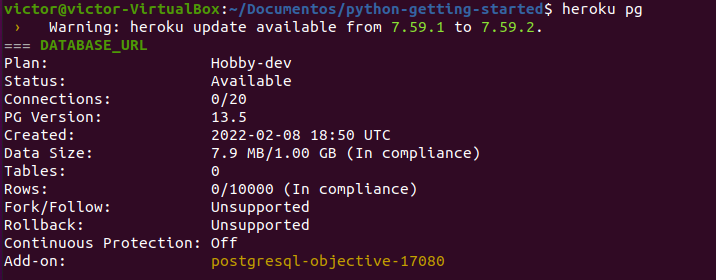 victor@victor-VirtualBox:~/Documentos/python-getting-started$ heroku pg
› Warning: heroku update available from 7.59.1 to 7.59.2.
=== DATABASE_URL
Plan: Hobby-dev
Status: Available
Connections: 0/20
PG Version: 13.5
Created: 2022-02-08 18:50 UTC
Data Size: 7.9 MB/1.00 GB (In compliance)
Tables: 0
Rows: 0/10000 (In compliance)
Fork/Follow: Unsupported
Rollback: Unsupported
Continuous Protection: Off
Add-on: postgresql-objective-17080